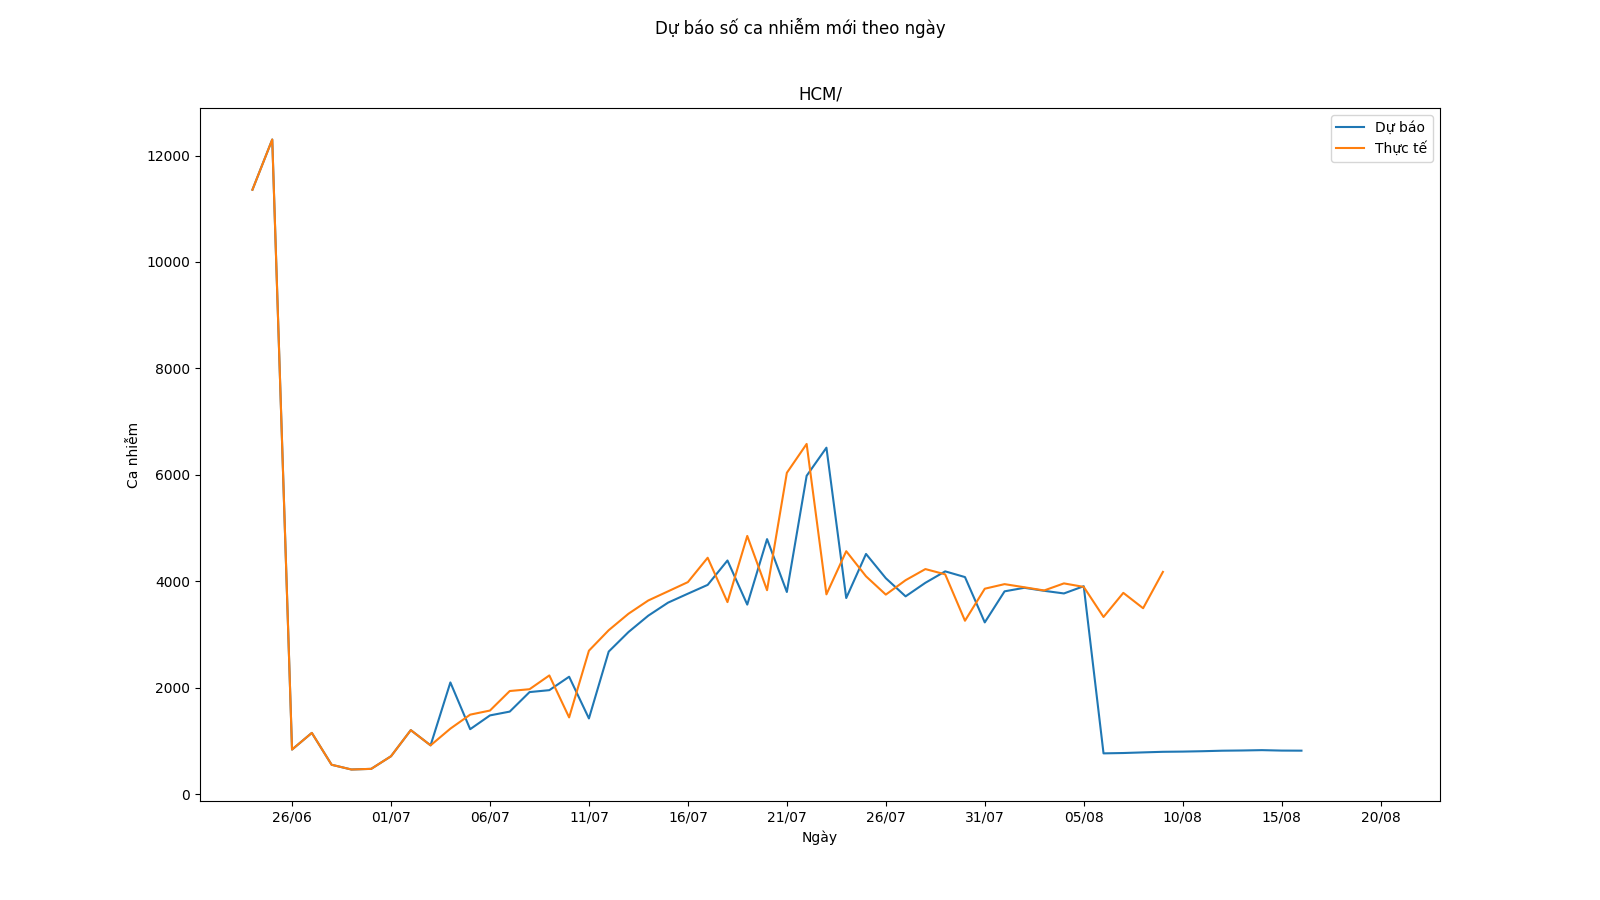 Dự báo số ca nhiễm mới theo ngày
HCM/
Dự báo
Thực tế
12000
10000
8000
6000
4000
2000
0
Ca nhiễm
26/06 01/07 06/07 11/07 16/07 21/07 26/07 31/07 05/08 10/08 15/08 20/08
Ngày